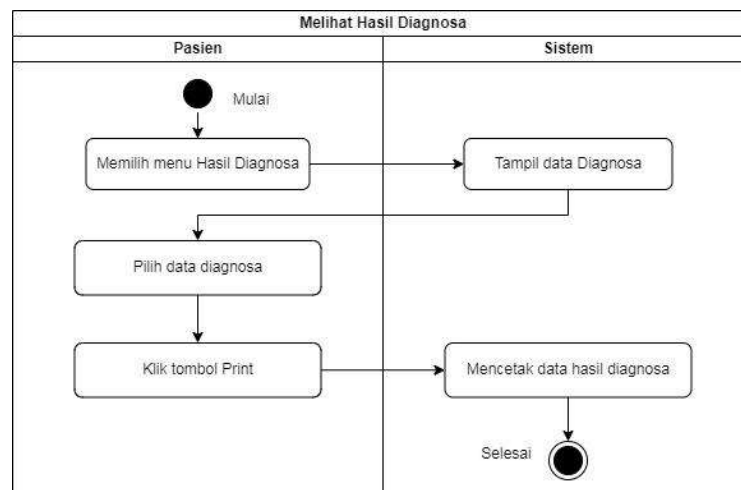 Melihat Hasil Diagnosa
Pasien
Sistem
Mulai
Memilih menu Hasil Diagnosa
Tampil data Diagnosa
Pilih data diagnosa
Klik tombol Print
Mencetak data hasil diagnosa
Selesai